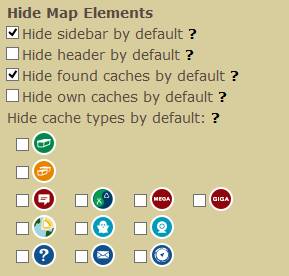 Hide Map Elements
Hide sidebar by default ?
Hide header by default ?
Hide found caches by default ?
Hide own caches by default ?
Hide cache types by default: ?
MEGA GIGA
?